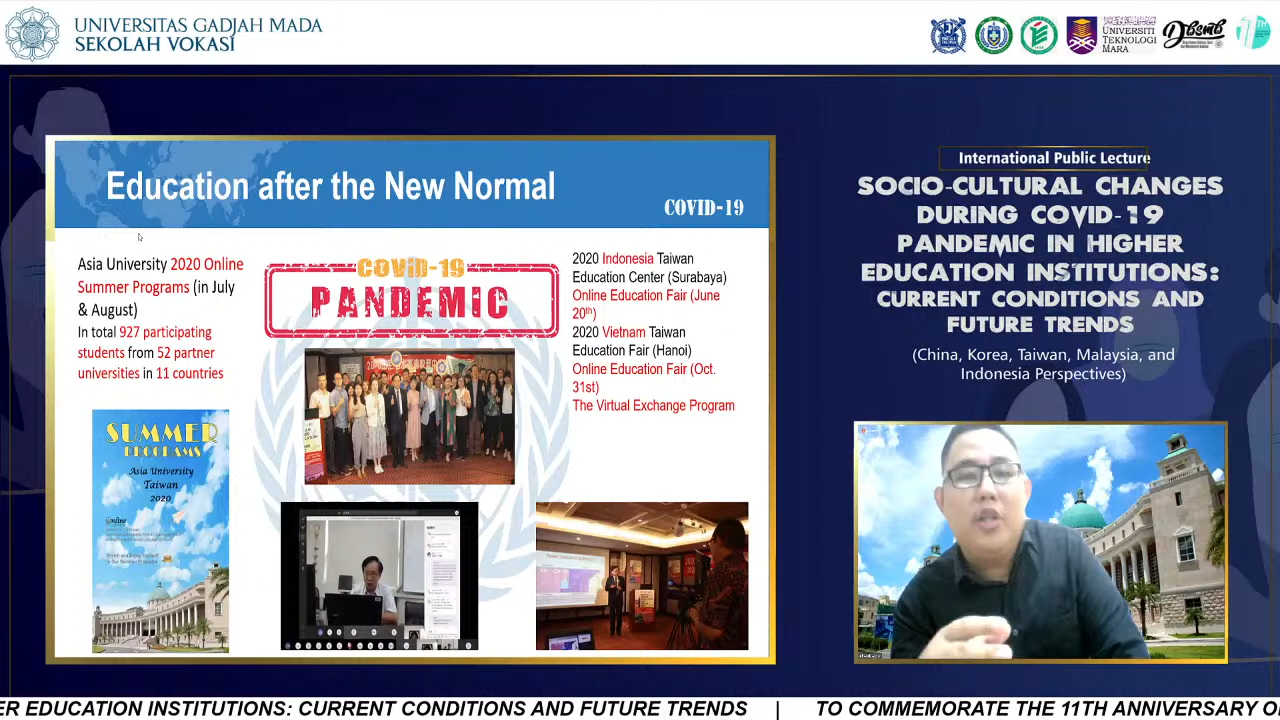 UNIVERSITAS GADJAH MADA
SEKOLAH VOKASI
UNIVERSITI
TEKNOLOGI
MARA
Education after the New Normal
COVID-19
Asia University 2020 Online
Summer Programs (in July
& August)
In total 927 participating
students from 52 partner
universities in 11 countries
SUMMER
PROGRAMS
Asia University
Taiwan
2020
Online
COVID-19
PANDEMIC
2020 Indonesia Taiwan
Education Center (Surabaya)
Online Education Fair (June
20th)
2020 Vietnam Taiwan
Education Fair (Hanoi)
Online Education Fair (Oct.
31st)
The Virtual Exchange Program
International Public Lecture
SOCIO-CULTURAL CHANGES
DURING COVID-19
PANDEMIC IN HIGHER
EDUCATION INSTITUTIONS:
CURRENT CONDITIONS AND
FUTURE TRENDS
(China, Korea, Taiwan, Malaysia, and
Indonesia Perspectives)
ER EDUCATION INSTITUTIONS: CURRENT CONDITIONS AND FUTURE TRENDS | TO COMMEMORATE THE 11TH ANNIVERSARY O